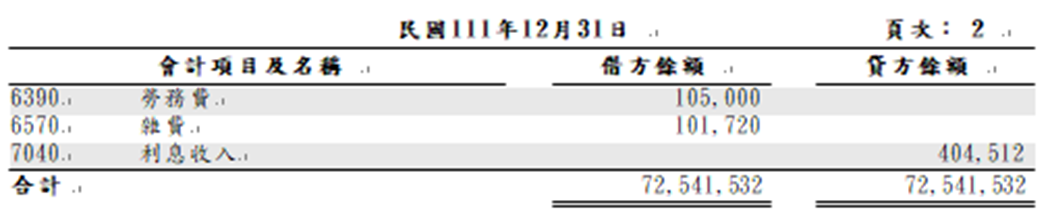 民國111年12月31日 頁次： 2
會計項目及名稱 借方餘額 貸方餘額
6390 勞務費 105,000
6570 雜費 101,720
7040 利息收入 404,512
合計 72,541,532 72,541,532